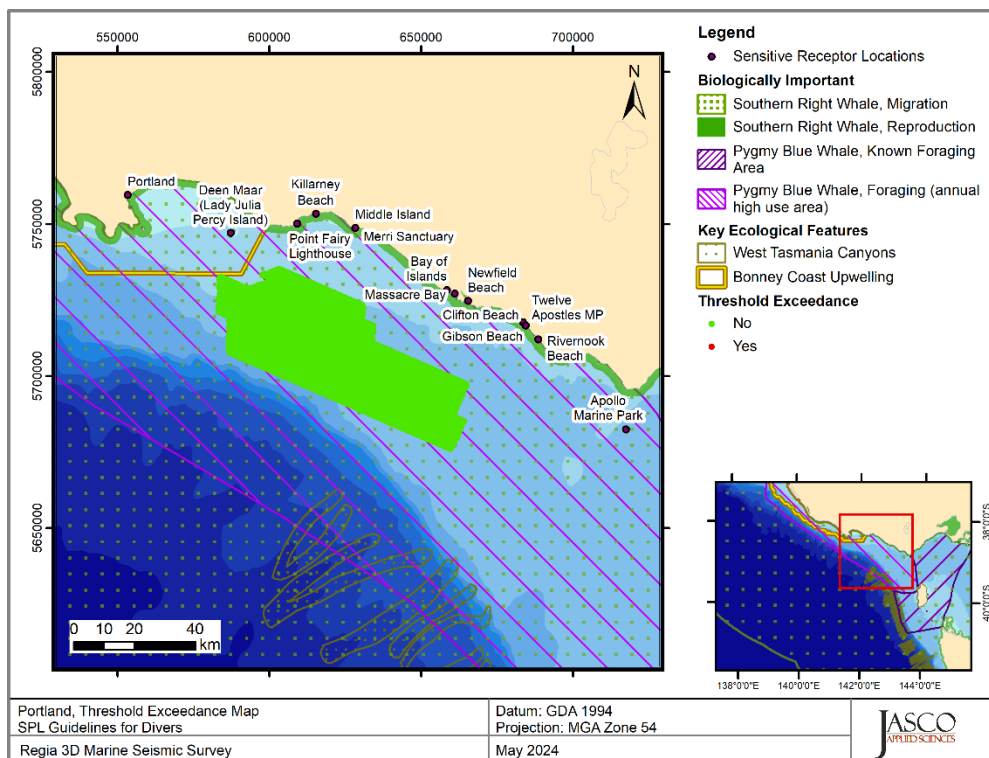 550000
600000
650000
700000
5800000
5750000
5700000
5650000
N
Portland
Deen Maar
(Lady Julia
Percy Island)
Killarney
Beach
Point Fairy
Lighthouse
Middle Island
Merri Sanctuary
Bay of
Islands
Massacre Bay
Newfield
Beach
Clifton Beach
Twelve
Apostles MP
Gibson Beach
Rivernook
Beach
Apollo
Marine Park
0 10 20 40
km
Legend
Sensitive Receptor Locations
Biologically Important
Southern Right Whale, Migration
Southern Right Whale, Reproduction
Pygmy Blue Whale, Known Foraging
Area
Pygmy Blue Whale, Foraging (annual
high use area)
Key Ecological Features
West Tasmania Canyons
Bonney Coast Upwelling
Threshold Exceedance
No
Yes
38°0'0"S
40°0'0"S
138°0'0"E
140°0'0"E
142°0'0"E
144°0'0"E
Portland, Threshold Exceedance Map
SPL Guidelines for Divers
Regia 3D Marine Seismic Survey
Datum: GDA 1994
Projection: MGA Zone 54
May 2024
JASCO
APPLIED SCIENCES